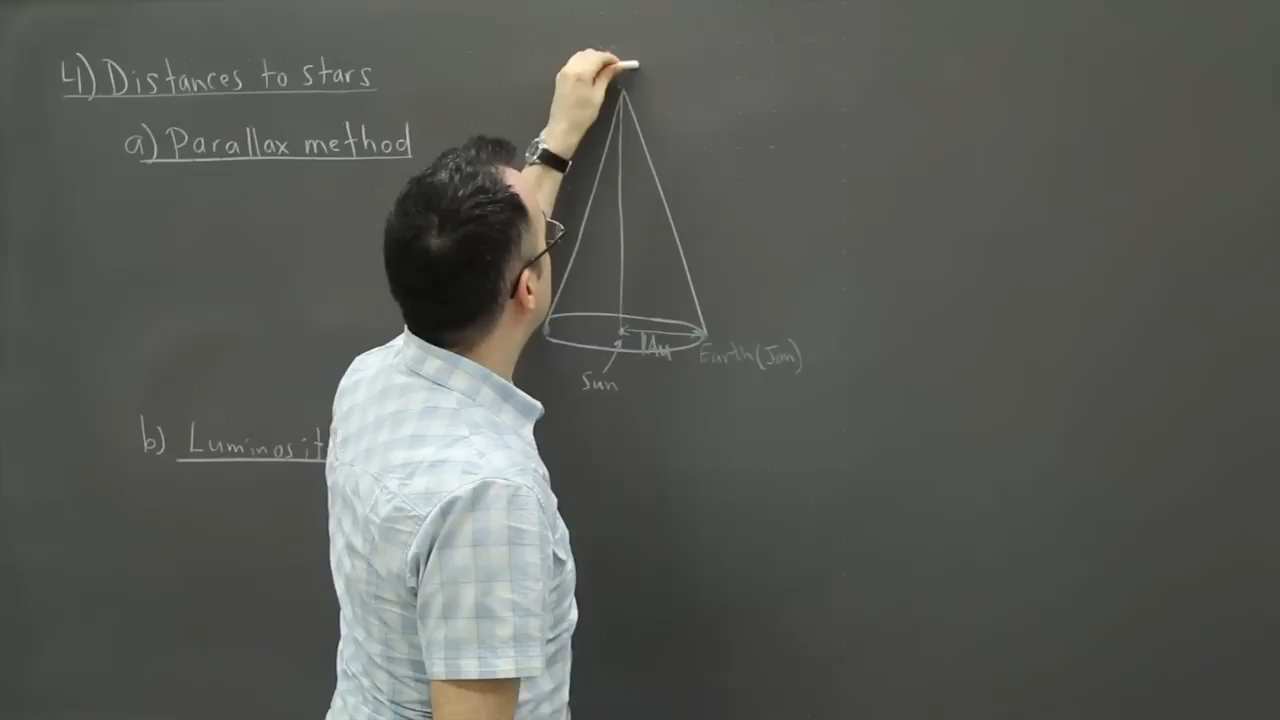 4) Distances to stars
a) Parallax method
1Au
Earth (Jan)
Sun
b) Luminosit